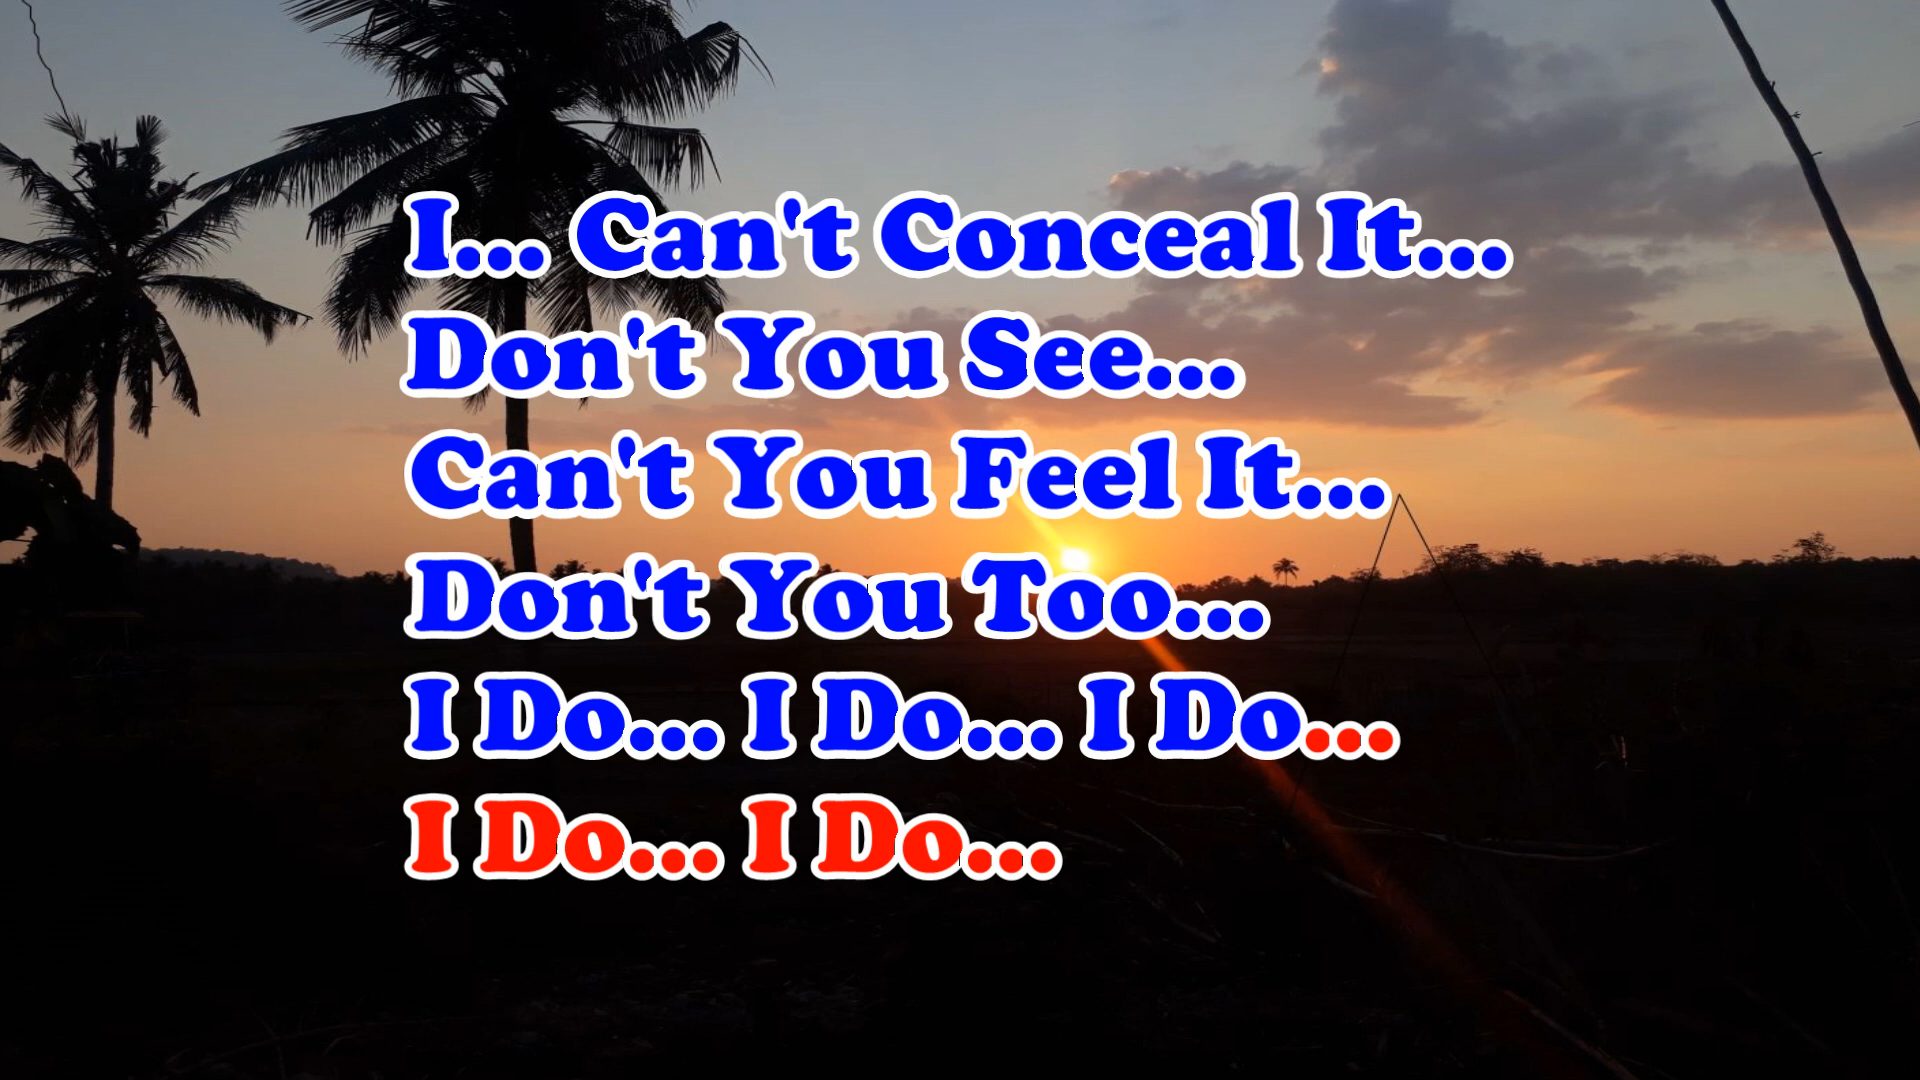 I... Can't Conceal It...
Don't You See...
Can't You Feel It...
Don't You Too...
I Do... I Do... I Do...
I Do... I Do...